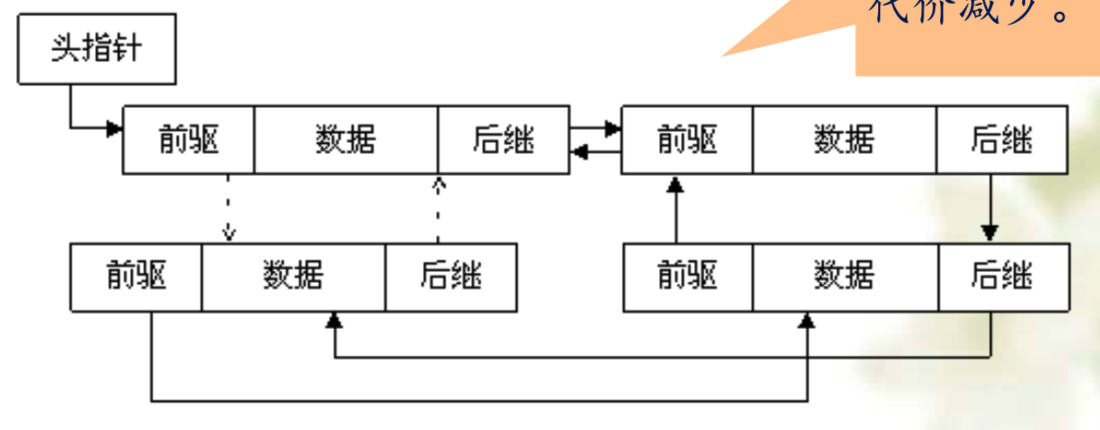 代价减少。
头指针
前驱 数据 后继 前驱 数据 后继
前驱 数据 后继 前驱 数据 后继